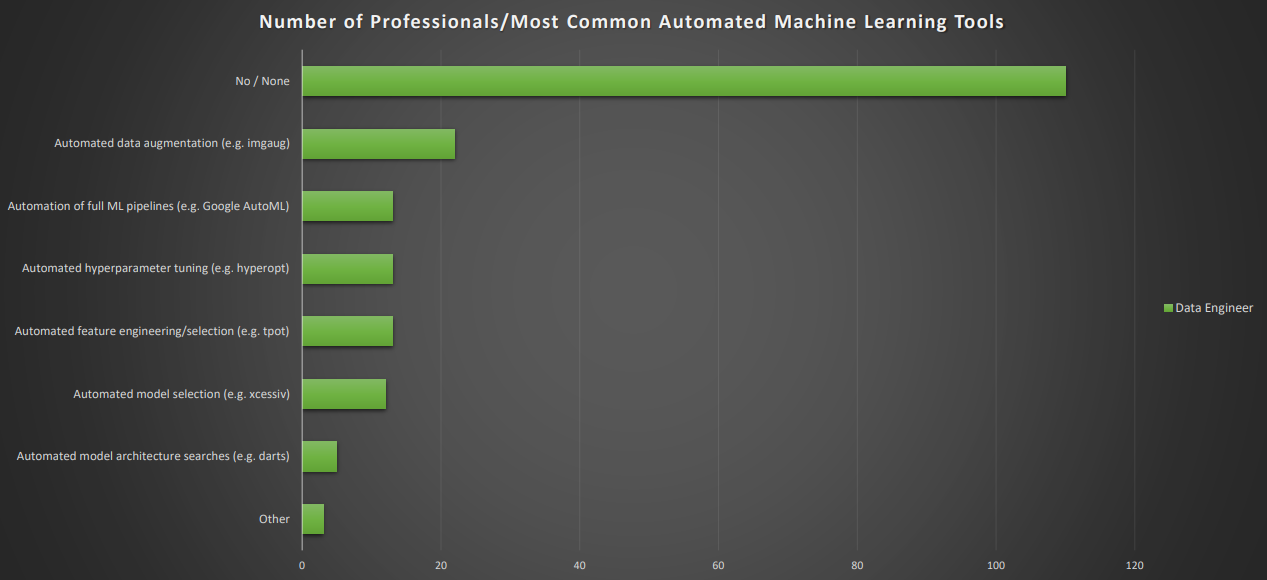 Number of Professionals/Most Common Automated Machine Learning Tools
No / None
Automated data augmentation (e.g. imgaug)
Automation of full ML pipelines (e.g. Google AutoML)
Automated hyperparameter tuning (e.g. hyperopt)
Automated feature engineering/selection (e.g. tpot)
Automated model selection (e.g. xcessiv)
Automated model architecture searches (e.g. darts)
Other
0 20 40 60 80 100 120
Data Engineer